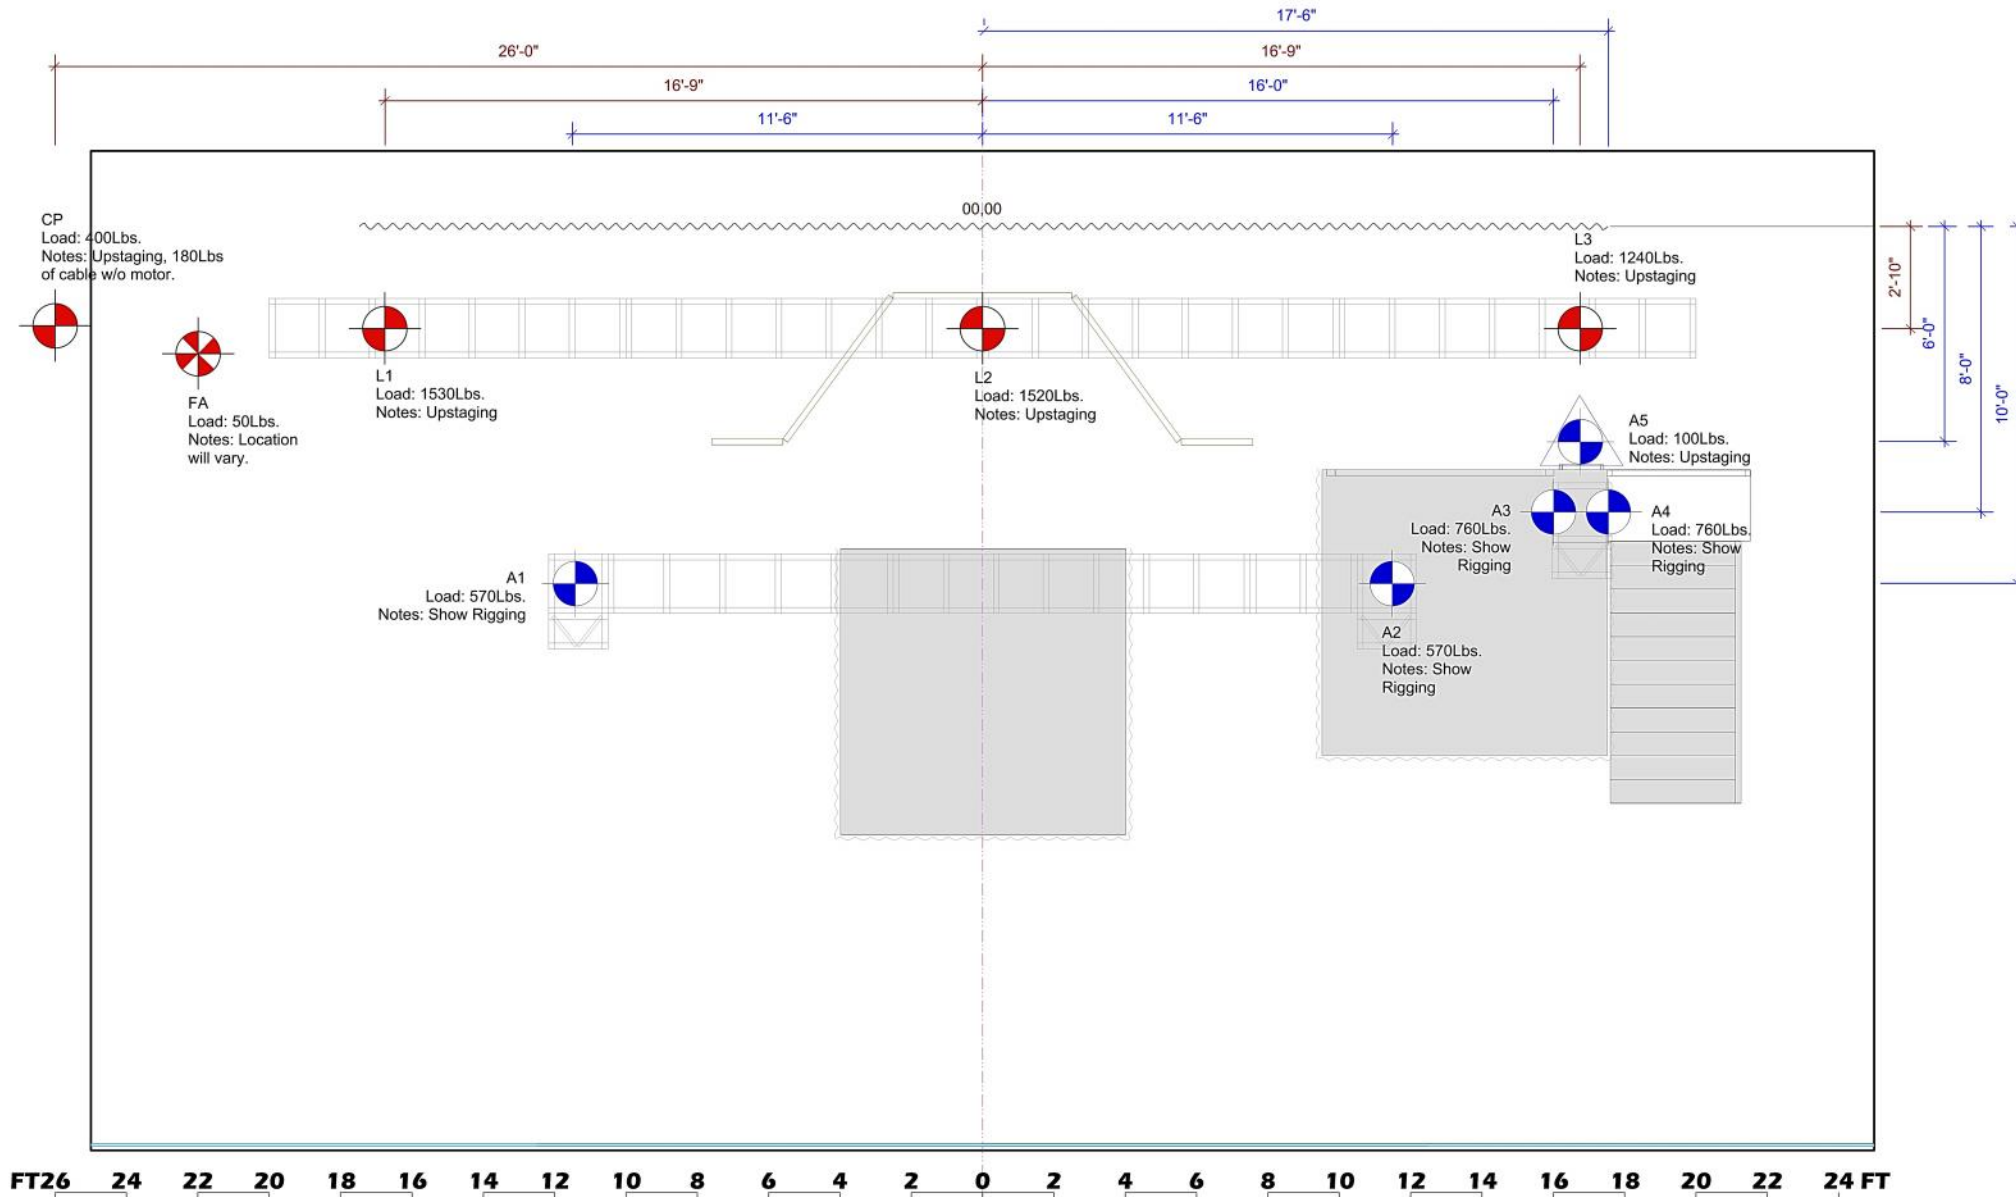 17'-6"
26'-0"
16'-9"
16'-9"
16'-0"
11'-6"
11'-6"
00,00
CP
Load: 400Lbs.
Notes: Upstaging, 180Lbs
of cable w/o motor.
L3
Load: 1240Lbs.
Notes: Upstaging
2'-10"
6'-0"
8'-0"
10'-0"
L1
Load: 1530Lbs.
Notes: Upstaging
L2
Load: 1520Lbs.
Notes: Upstaging
FA
Load: 50Lbs.
Notes: Location
will vary.
A5
Load: 100Lbs.
Notes: Upstaging
A3
Load: 760Lbs.
Notes: Show
Rigging
A4
Load: 760Lbs.
Notes: Show
Rigging
A1
Load: 570Lbs.
Notes: Show Rigging
A2
Load: 570Lbs.
Notes: Show
Rigging
FT26 24 22 20 18 16 14 12 10 8 6 4 2 0 2 4 6 8 10 12 14 16 18 20 22 24 FT